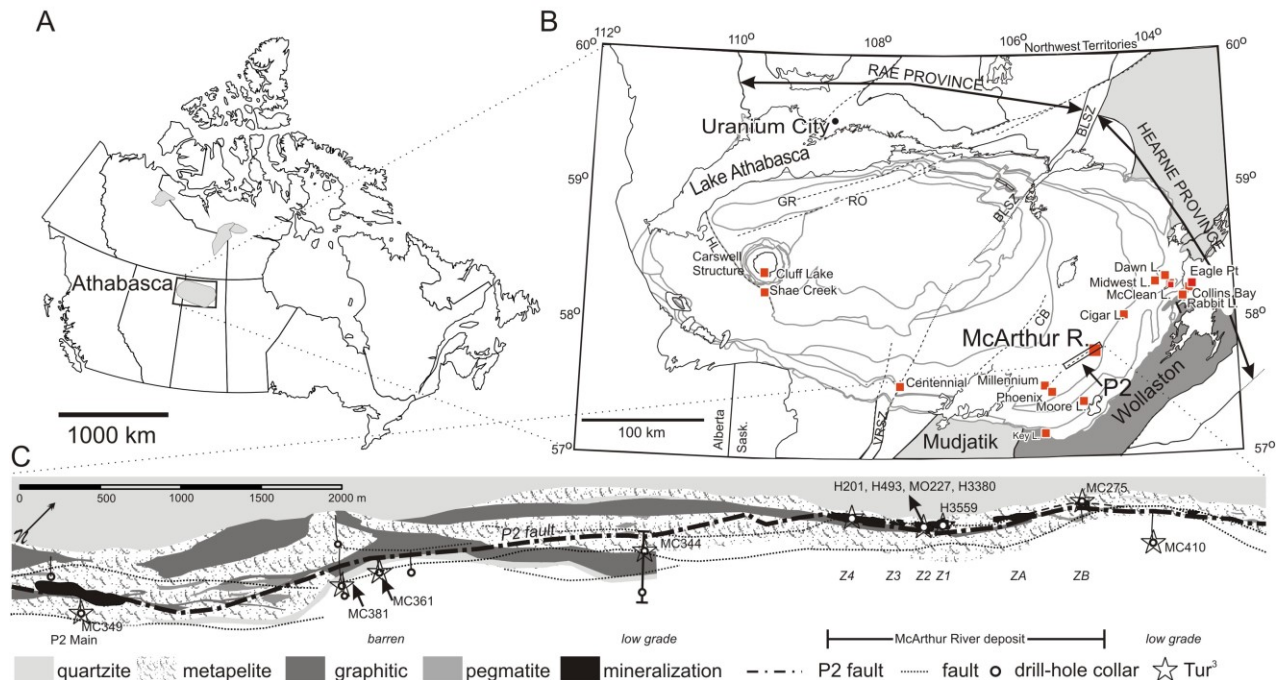 A
Athabasca
1000 km
B
112°
110°
108°
106°
104°
60°
60°
Northwest Territories
RAE PROVINCE
BLSZ
HEARNE PROVINCE
Uranium City
Lake Athabasca
59°
59°
GR
RO
BLSZ
HL
Carswell
Structure
Cluff Lake
Shae Creek
Dawn L.
Eagle Pt
Midwest L.
McClean L.
Collins Bay
Rabbit L.
58°
58°
Cigar L.
CB
McArthur R.
P2
Wollaston
Centennial
Millennium
Phoenix
Moore L.
Key L.
100 km
Alberta
Sask.
VRSZ
Mudjatik
57°
57°
C
0 500 1000 1500 2000 m
n
P2 fault
H201, H493, MO227, H3380
H3559
MC275
MC344
MC410
Z4 Z3 Z2 Z1 ZA ZB
MC361
MC381
MC349
P2 Main
barren
low grade
McArthur River deposit
low grade
quartzite metapelite graphitic pegmatite mineralization P2 fault fault drill-hole collar Tur³